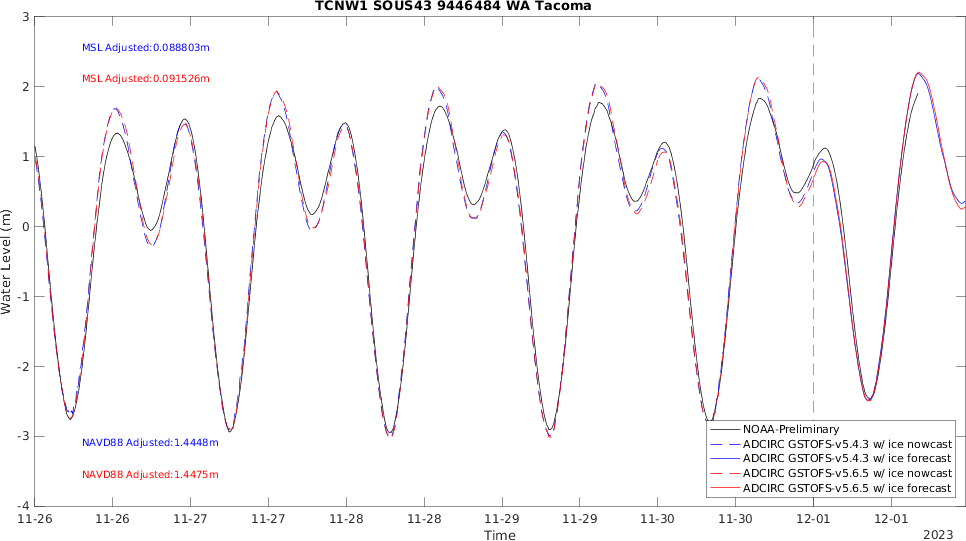 TCNW1 SOUS43 9446484 WA Tacoma
3
MSL Adjusted:0.088803m
MSL Adjusted:0.091526m
2
1
0
-1
-2
-3
-4
Water Level (m)
NAVD88 Adjusted:1.4448m
NAVD88 Adjusted:1.4475m
NOAA-Preliminary
ADCIRC GSTOFS-v5.4.3 w/ ice nowcast
ADCIRC GSTOFS-v5.4.3 w/ ice forecast
ADCIRC GSTOFS-v5.6.5 w/ ice nowcast
ADCIRC GSTOFS-v5.6.5 w/ ice forecast
11-26 11-26 11-27 11-27 11-28 11-28 11-29 11-29 11-30 11-30 12-01 12-01
Time
2023